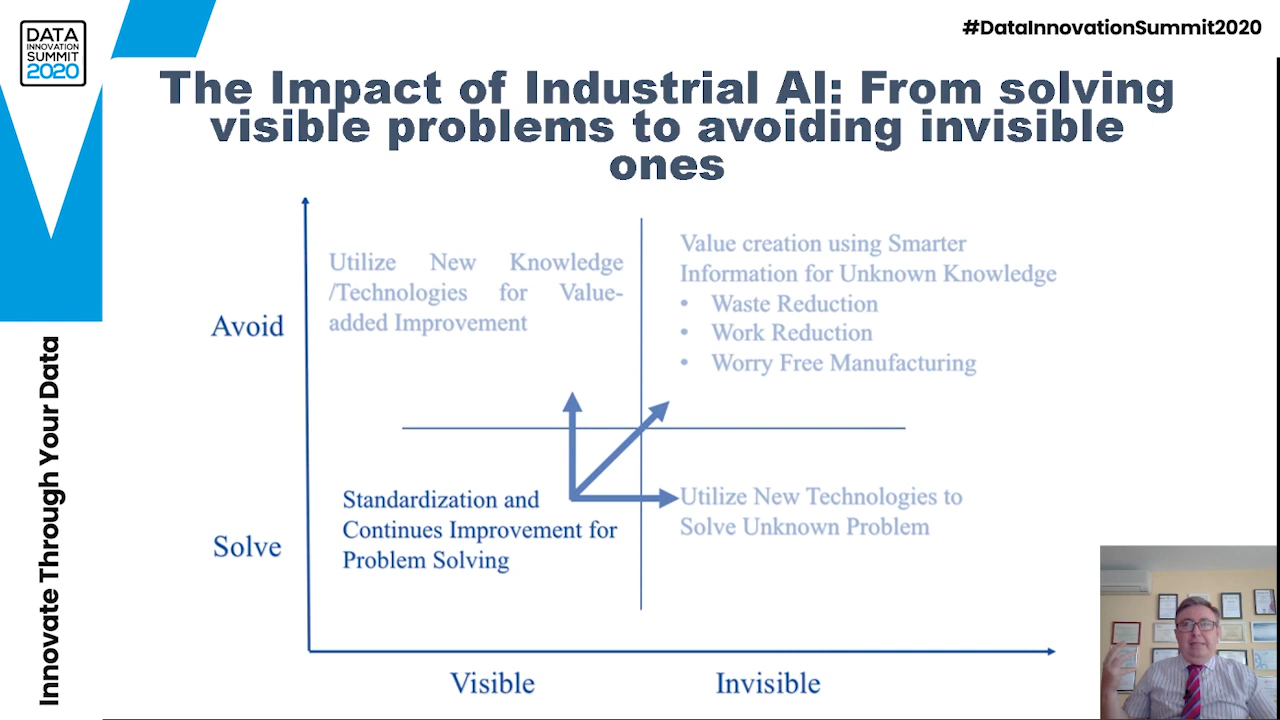 DATA
INNOVATION
SUMMIT
2020
#DataInnovationSummit2020
The Impact of Industrial AI: From solving
visible problems to avoiding invisible
ones
Innovate Through Your Data
Avoid
Utilize New Knowledge
/Technologies for Value-
added Improvement
Value creation using Smarter
Information for Unknown Knowledge
• Waste Reduction
• Work Reduction
• Worry Free Manufacturing
Solve
Standardization and
Continues Improvement for
Problem Solving
Utilize New Technologies to
Solve Unknown Problem
Visible
Invisible